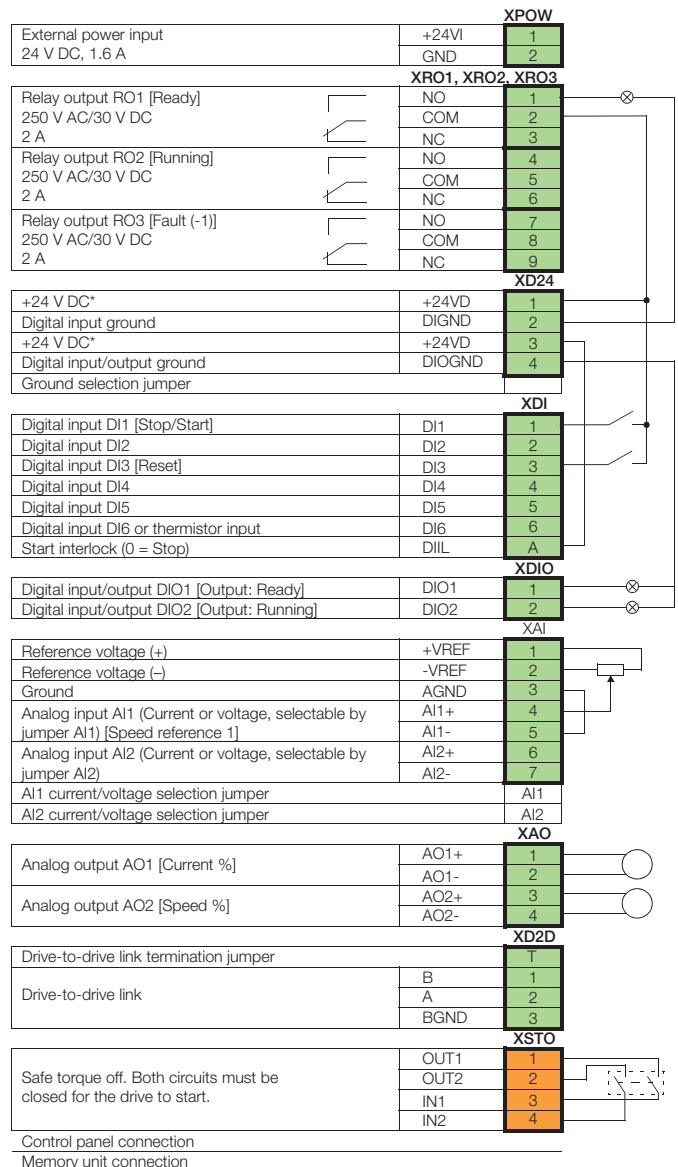 XPOW
External power input +24VI 1
24 V DC, 1.6 A GND 2
XRO1, XRO2, XRO3
Relay output RO1 [Ready] NO 1
250 V AC/30 V DC COM 2
2 A NC 3
Relay output RO2 [Running] NO 4
250 V AC/30 V DC COM 5
2 A NC 6
Relay output RO3 [Fault (-1)] NO 7
250 V AC/30 V DC COM 8
2 A NC 9
XD24
+24 V DC* +24VD 1
Digital input ground DIGND 2
+24 V DC* +24VD 3
Digital input/output ground DIOGND 4
Ground selection jumper
XDI
Digital input DI1 [Stop/Start] DI1 1
Digital input DI2 DI2 2
Digital input DI3 [Reset] DI3 3
Digital input DI4 DI4 4
Digital input DI5 DI5 5
Digital input DI6 or thermistor input DI6 6
Start interlock (0 = Stop) DIIL A
XDIO
Digital input/output DIO1 [Output: Ready] DIO1 1
Digital input/output DIO2 [Output: Running] DIO2 2
XAI
Reference voltage (+) +VREF 1
Reference voltage (–) -VREF 2
Ground AGND 3
Analog input AI1 (Current or voltage, selectable by AI1+ 4
jumper AI1) [Speed reference 1] AI1- 5
Analog input AI2 (Current or voltage, selectable by AI2+ 6
jumper AI2) AI2- 7
AI1 current/voltage selection jumper AI1
AI2 current/voltage selection jumper AI2
XAO
Analog output AO1 [Current %] AO1+ 1
AO1- 2
Analog output AO2 [Speed %] AO2+ 3
AO2- 4
XD2D
Drive-to-drive link termination jumper T
Drive-to-drive link B 1
A 2
BGND 3
XSTO
OUT1 1
Safe torque off. Both circuits must be OUT2 2
closed for the drive to start. IN1 3
IN2 4
Control panel connection
Memory unit connection